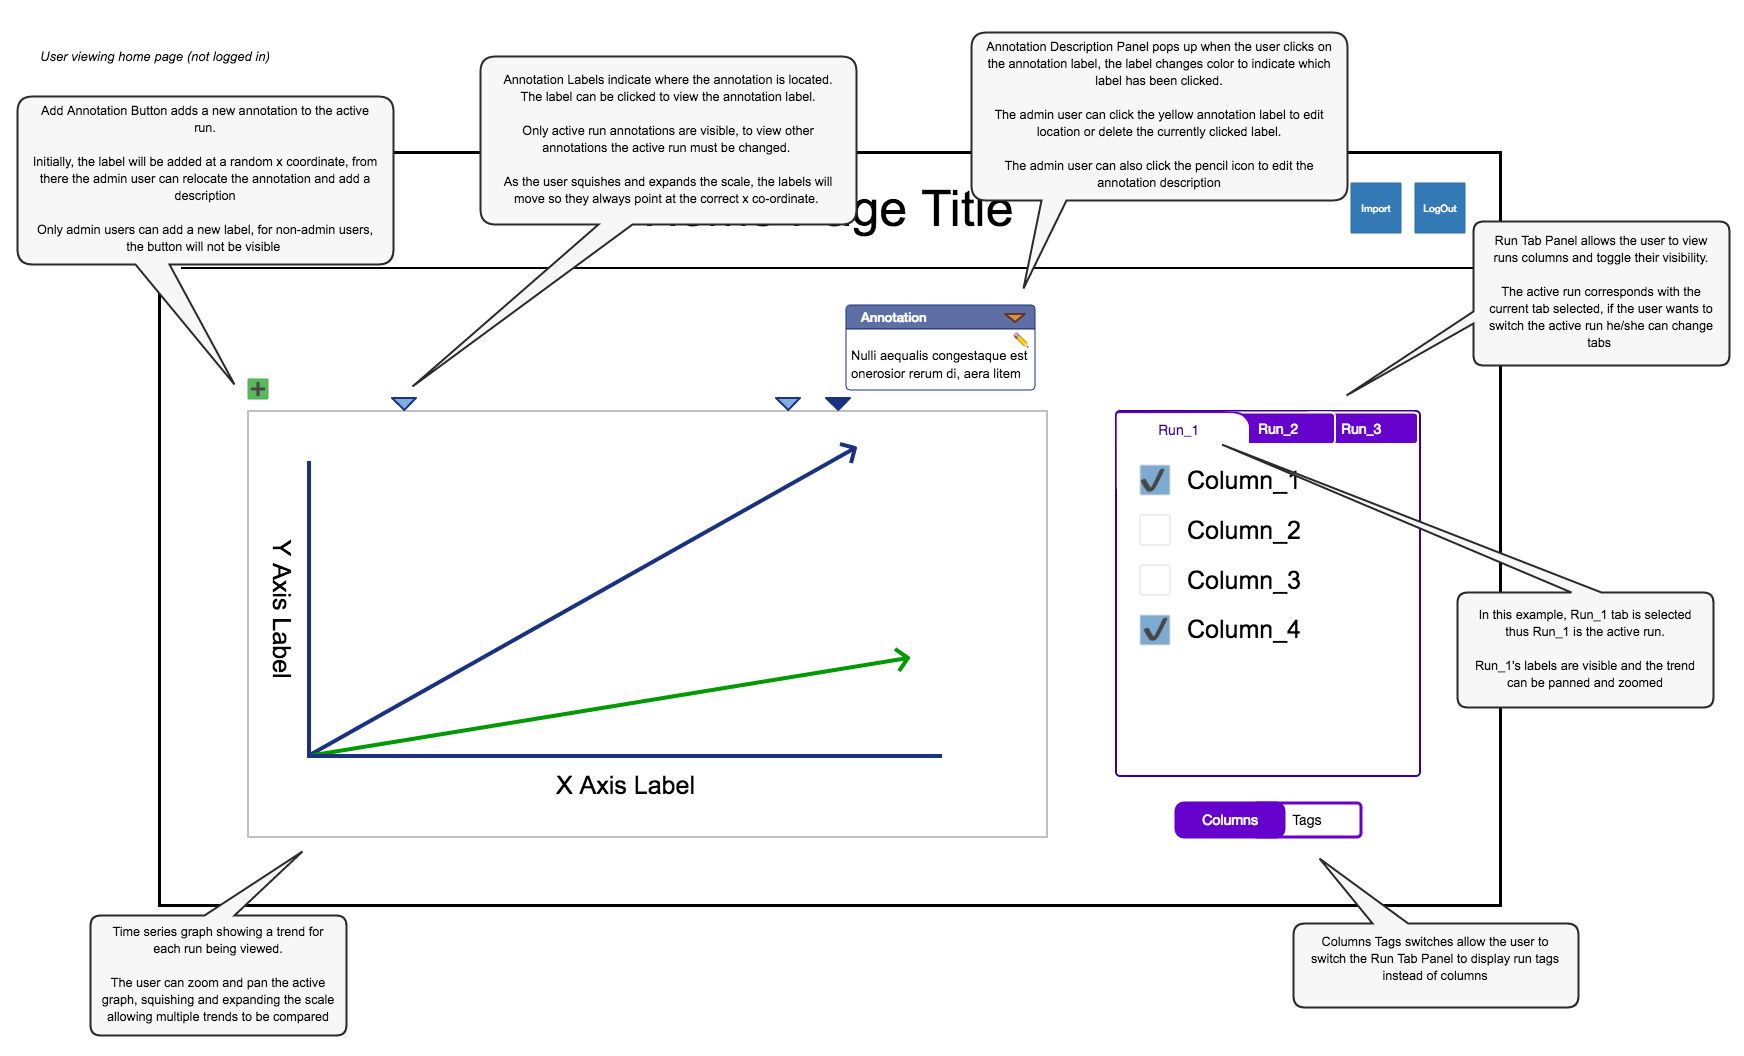 User viewing home page (not logged in)
Add Annotation Button adds a new annotation to the active
run.
Initially, the label will be added at a random x coordinate, from
there the admin user can relocate the annotation and add a
description
Only admin users can add a new label, for non-admin users,
the button will not be visible
Annotation Labels indicate where the annotation is located.
The label can be clicked to view the annotation label.
Only active run annotations are visible, to view other
annotations the active run must be changed.
As the user squishes and expands the scale, the labels will
move so they always point at the correct x co-ordinate.
Annotation Description Panel pops up when the user clicks on
the annotation label, the label changes color to indicate which
label has been clicked.
The admin user can click the yellow annotation label to edit
location or delete the currently clicked label.
The admin user can also click the pencil icon to edit the
annotation description
Title
Import
LogOut
Run Tab Panel allows the user to view
runs columns and toggle their visibility.
The active run corresponds with the
current tab selected, if the user wants to
switch the active run he/she can change
tabs
Annotation
Nulli aequalis congestaque est
onerosior rerum di, aera litem
Run_1
Run_2
Run_3
Column_1
Column_2
Column_3
Column_4
Y Axis Label
X Axis Label
In this example, Run_1 tab is selected
thus Run_1 is the active run.
Run_1's labels are visible and the trend
can be panned and zoomed
Columns
Tags
Time series graph showing a trend for
each run being viewed.
The user can zoom and pan the active
graph, squishing and expanding the scale
allowing multiple trends to be compared
Columns Tags switches allow the user to
switch the Run Tab Panel to display run tags
instead of columns